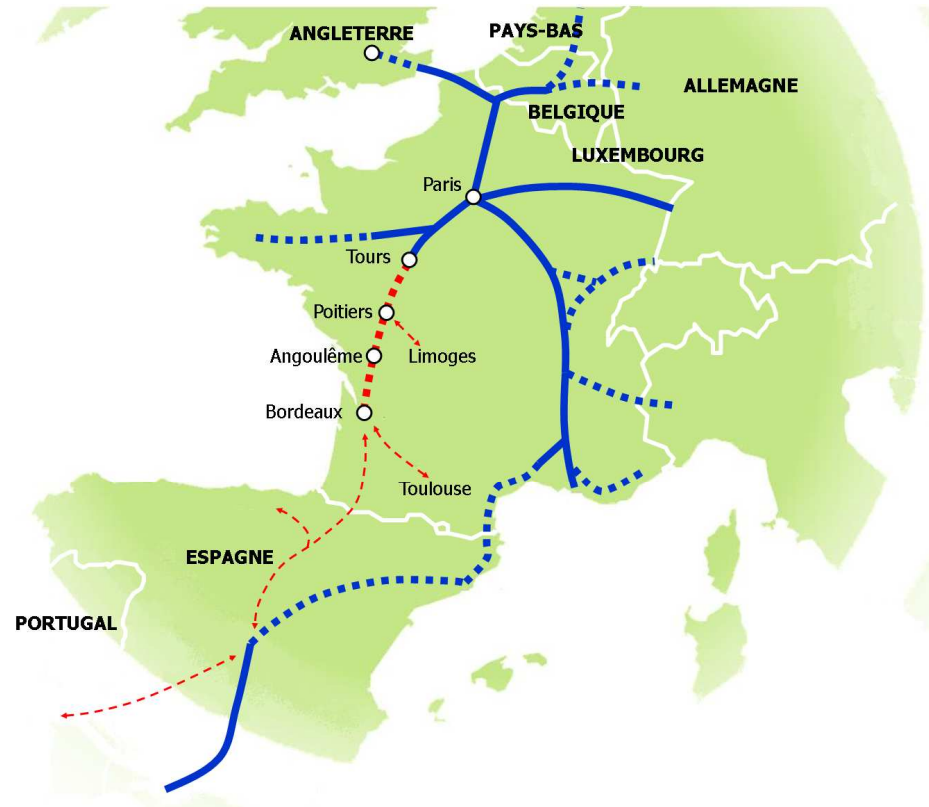 ANGLETERRE
PAYS-BAS
ALLEMAGNE
BELGIQUE
LUXEMBOURG
Paris
Tours
Poitiers
Angoulême
Limoges
Bordeaux
Toulouse
ESPAGNE
PORTUGAL